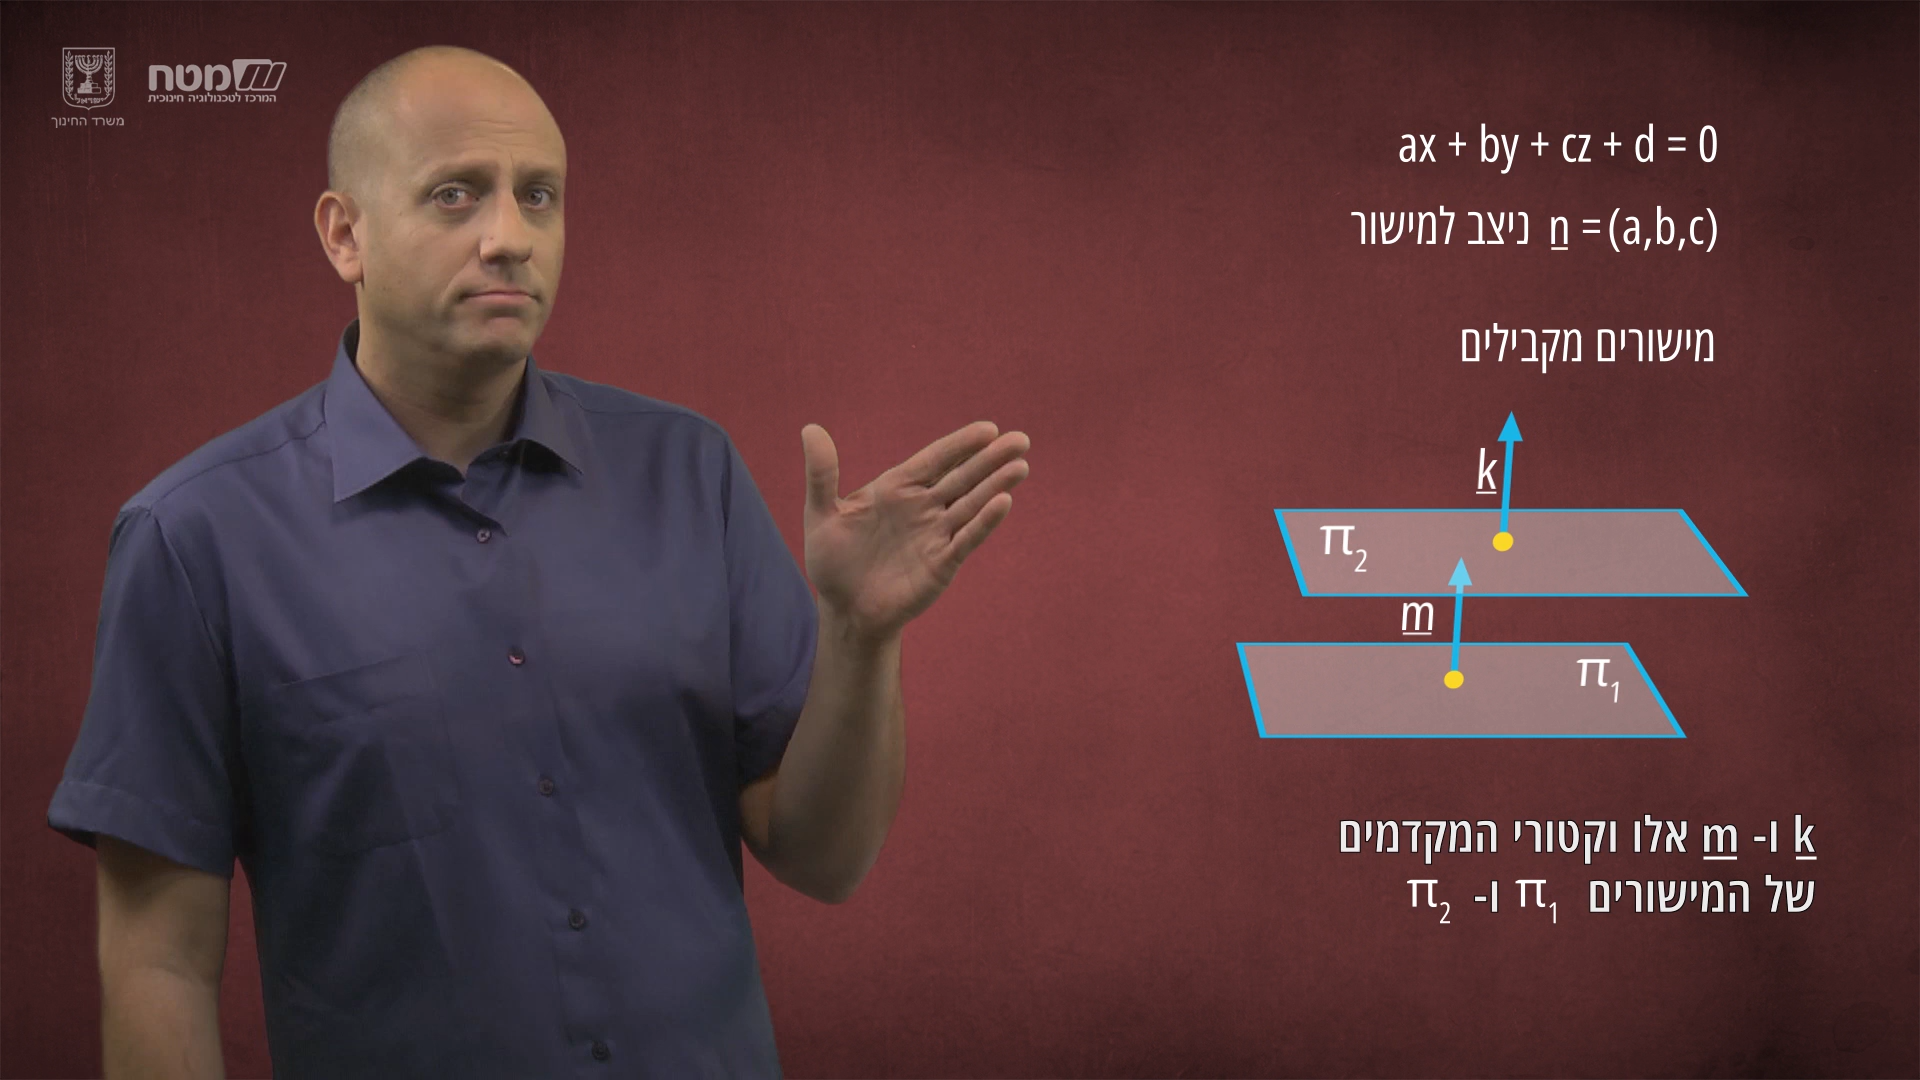 מטח
המרכז לטכנולוגיה חינוכית
ישראל
משרד החינוך
ax + by + cz + d = 0
n = (a,b,c) ניצב למישור
מישורים מקבילים
k
π2
m
π1
k ו- m אלו וקטורי המקדמים
של המישורים π1 ו- π2